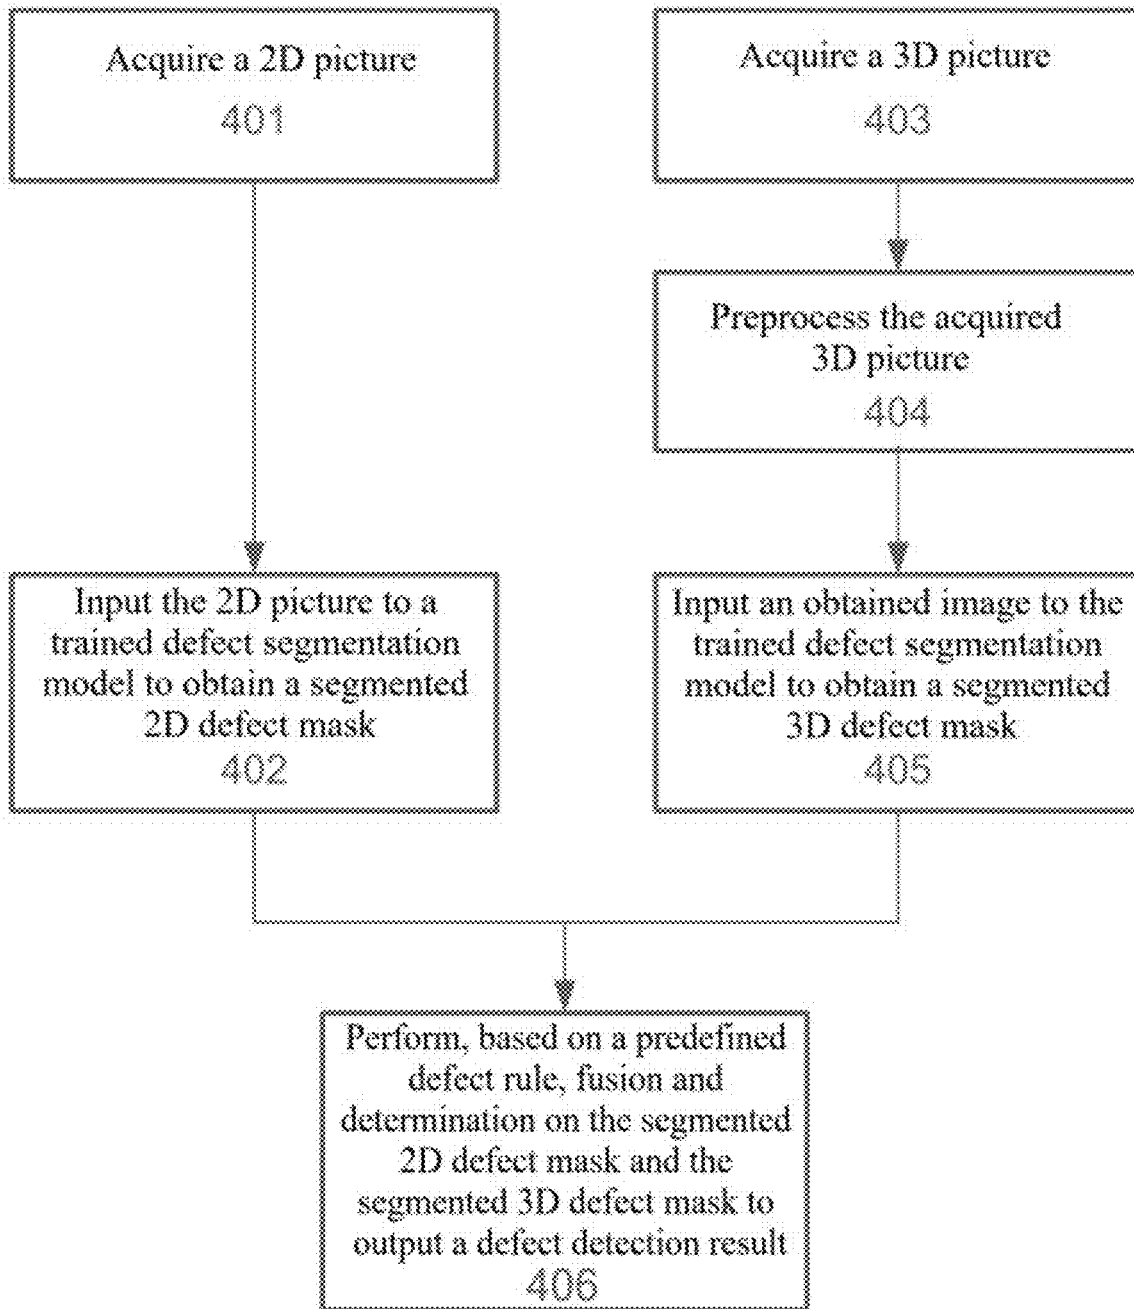 Acquire a 2D picture
401
Acquire a 3D picture
403
Preprocess the acquired
3D picture
404
Input the 2D picture to a
trained defect segmentation
model to obtain a segmented
2D defect mask
402
Input an obtained image to the
trained defect segmentation
model to obtain a segmented
3D defect mask
405
Perform, based on a predefined
defect rule, fusion and
determination on the segmented
2D defect mask and the
segmented 3D defect mask to
output a defect detection result
406